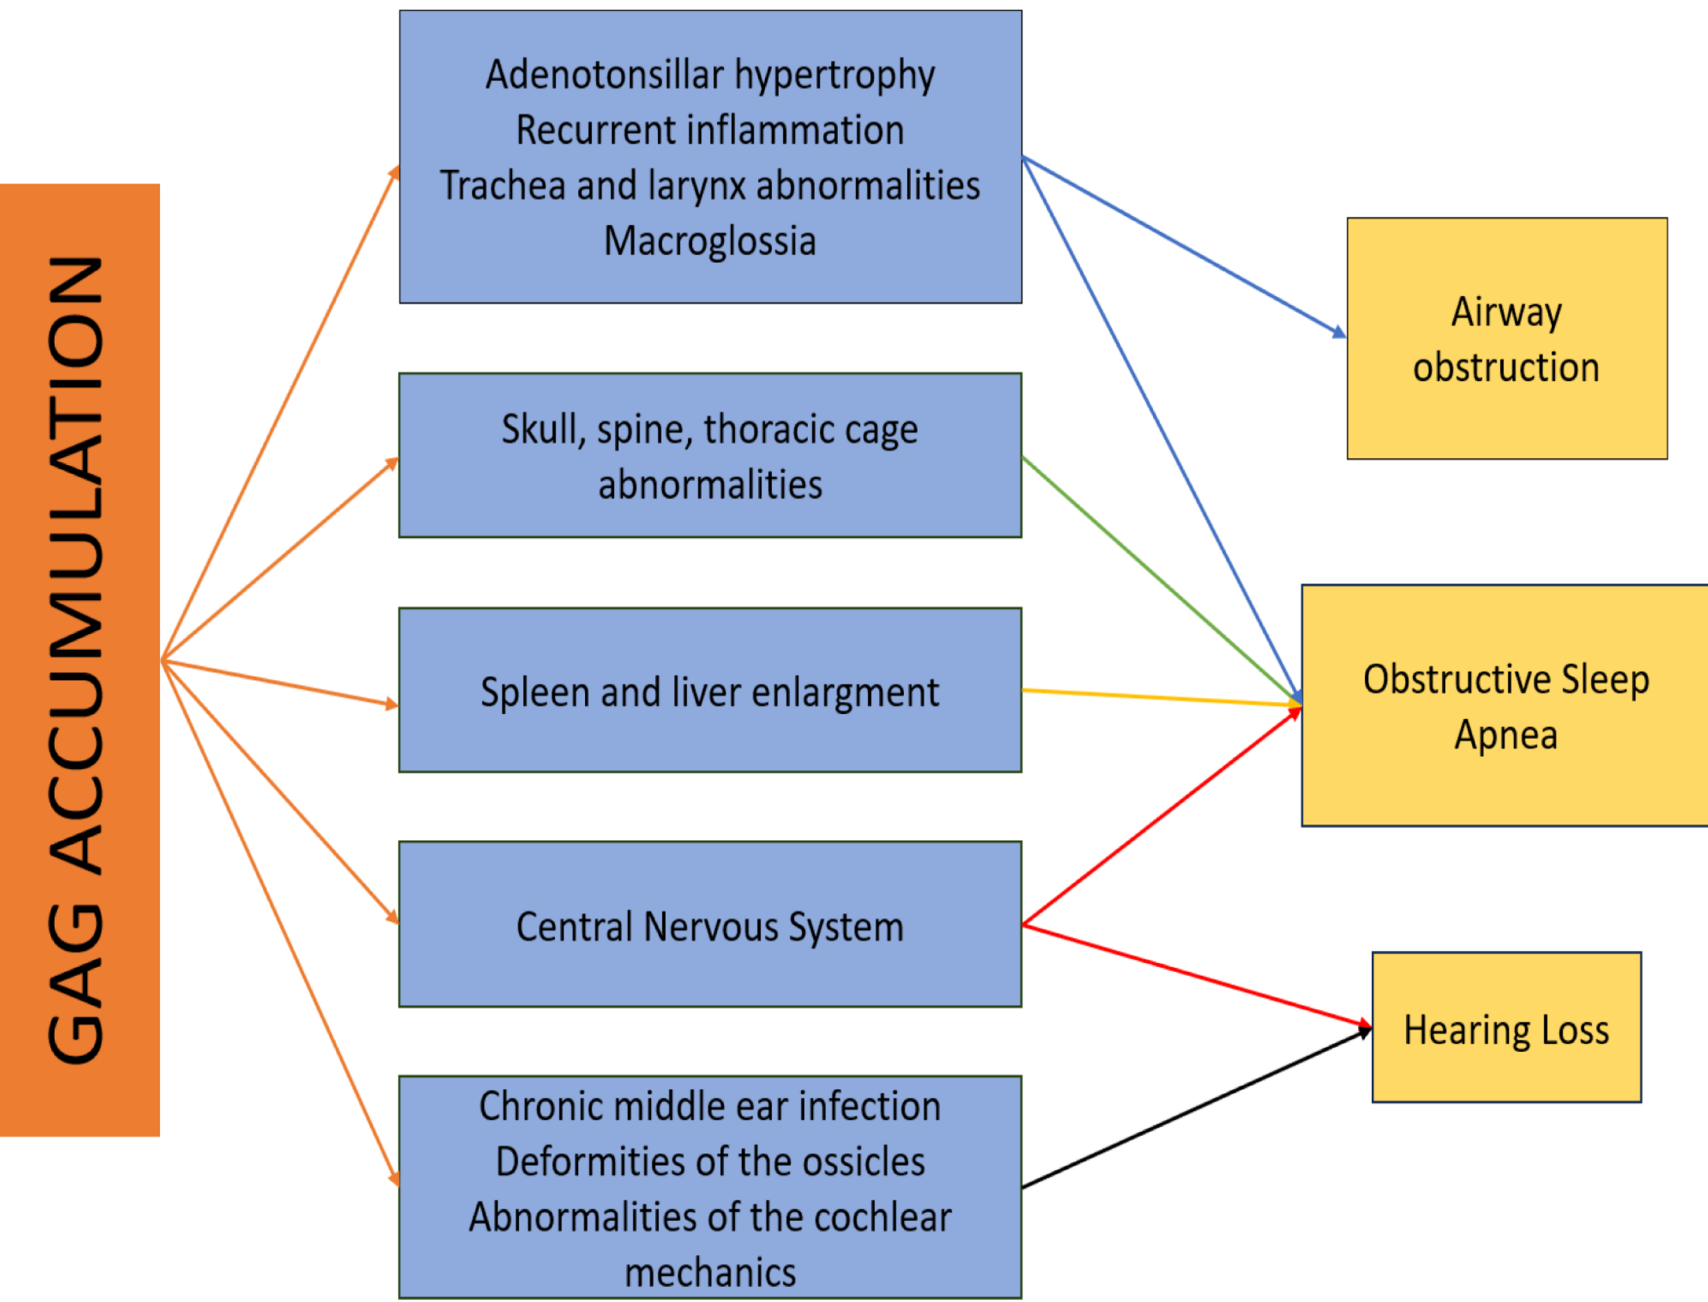 GAG ACCUMULATION
Adenotonsillar hypertrophy
Recurrent inflammation
Trachea and larynx abnormalities
Macroglossia
Skull, spine, thoracic cage
abnormalities
Spleen and liver enlargment
Central Nervous System
Chronic middle ear infection
Deformities of the ossicles
Abnormalities of the cochlear
mechanics
Airway
obstruction
Obstructive Sleep
Apnea
Hearing Loss